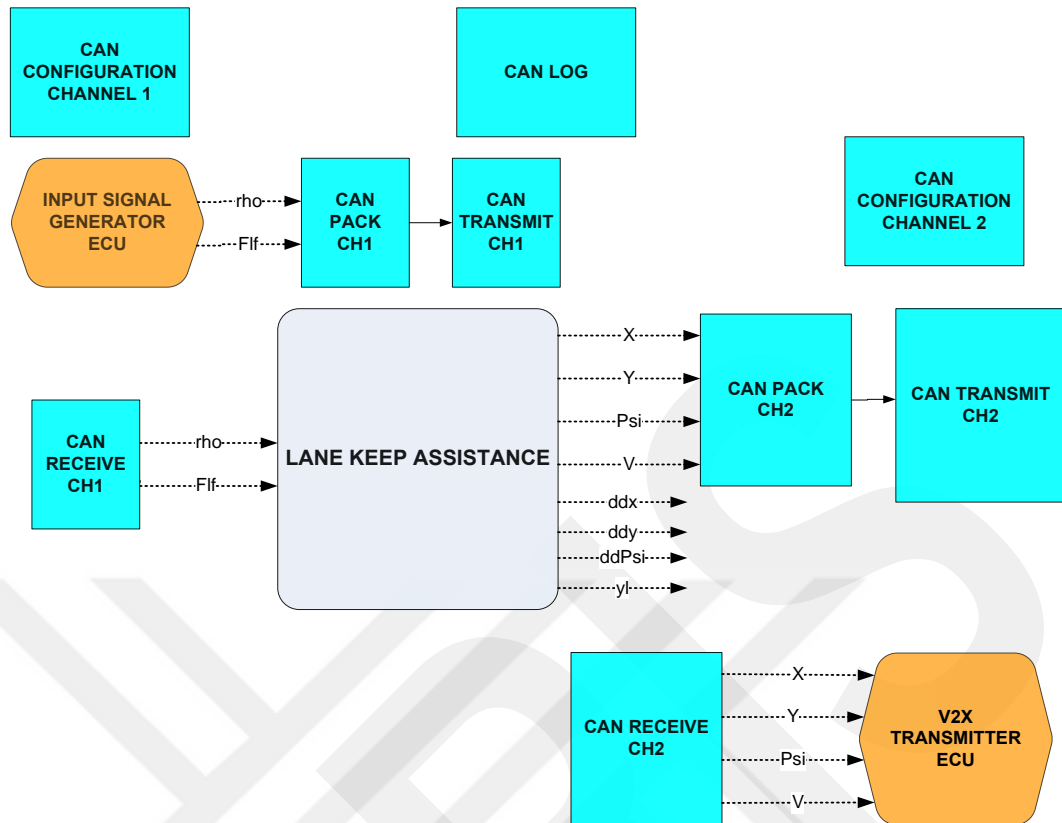 CAN
CONFIGURATION
CHANNEL 1
CAN LOG
CAN
CONFIGURATION
CHANNEL 2
INPUT SIGNAL
GENERATOR
ECU
rho
Flf
CAN
PACK
CH1
CAN
TRANSMIT
CH1
CAN
RECEIVE
CH1
rho
Flf
LANE KEEP ASSISTANCE
X
Y
Psi
V
ddx
ddy
ddPsi
yl
CAN PACK
CH2
CAN TRANSMIT
CH2
CAN RECEIVE
CH2
X
Y
Psi
V
V2X
TRANSMITTER
ECU